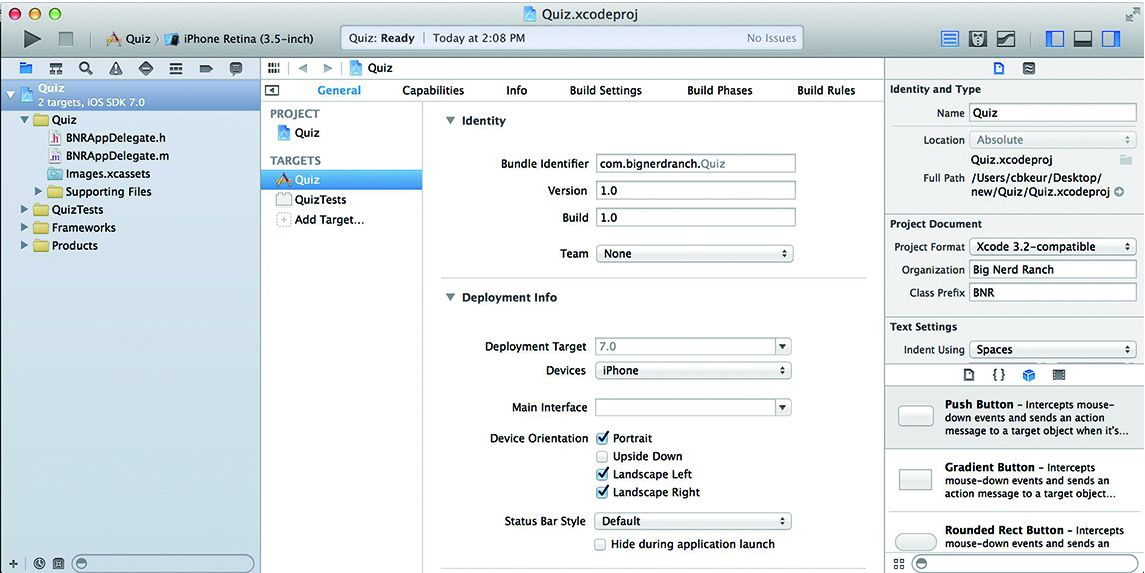 Quiz.xcodeproj
Quiz
iPhone Retina (3.5-inch)
Quiz: Ready | Today at 2:08 PM
No Issues
Quiz
2 targets, iOS SDK 7.0
Quiz
BNRAppDelegate.h
BNRAppDelegate.m
Images.xcassets
Supporting Files
QuizTests
Frameworks
Products
Quiz
General
Capabilities
Info
Build Settings
Build Phases
Build Rules
PROJECT
Quiz
TARGETS
Quiz
QuizTests
Add Target...
Identity
Bundle Identifier com.bignerdranch.Quiz
Version 1.0
Build 1.0
Team None
Deployment Info
Deployment Target 7.0
Devices iPhone
Main Interface
Device Orientation Portrait
Upside Down
Landscape Left
Landscape Right
Status Bar Style Default
Hide during application launch
Identity and Type
Name Quiz
Location Absolute
Quiz.xcodeproj
Full Path /Users/cbkeur/Desktop/
new/Quiz/Quiz.xcodeproj
Project Document
Project Format Xcode 3.2-compatible
Organization Big Nerd Ranch
Class Prefix BNR
Text Settings
Indent Using Spaces
{ }
Push Button - Intercepts mouse-
down events and sends an action
message to a target object when it's...
Gradient Button - Intercepts
mouse-down events and sends an
action message to a target object...
Rounded Rect Button - Intercepts
mouse-down events and sends an